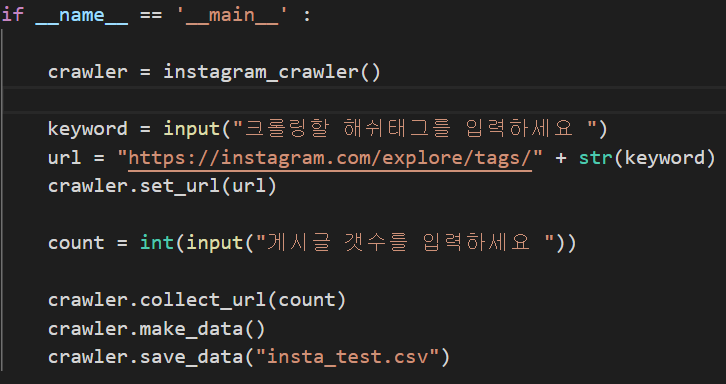 if __name__ == '__main__' :
crawler = instagram_crawler()
keyword = input("크롤링할 해쉬태그를 입력하세요 ")
url = "https://instagram.com/explore/tags/" + str(keyword)
crawler.set_url(url)
count = int(input("게시글 갯수를 입력하세요 "))
crawler.collect_url(count)
crawler.make_data()
crawler.save_data("insta_test.csv")